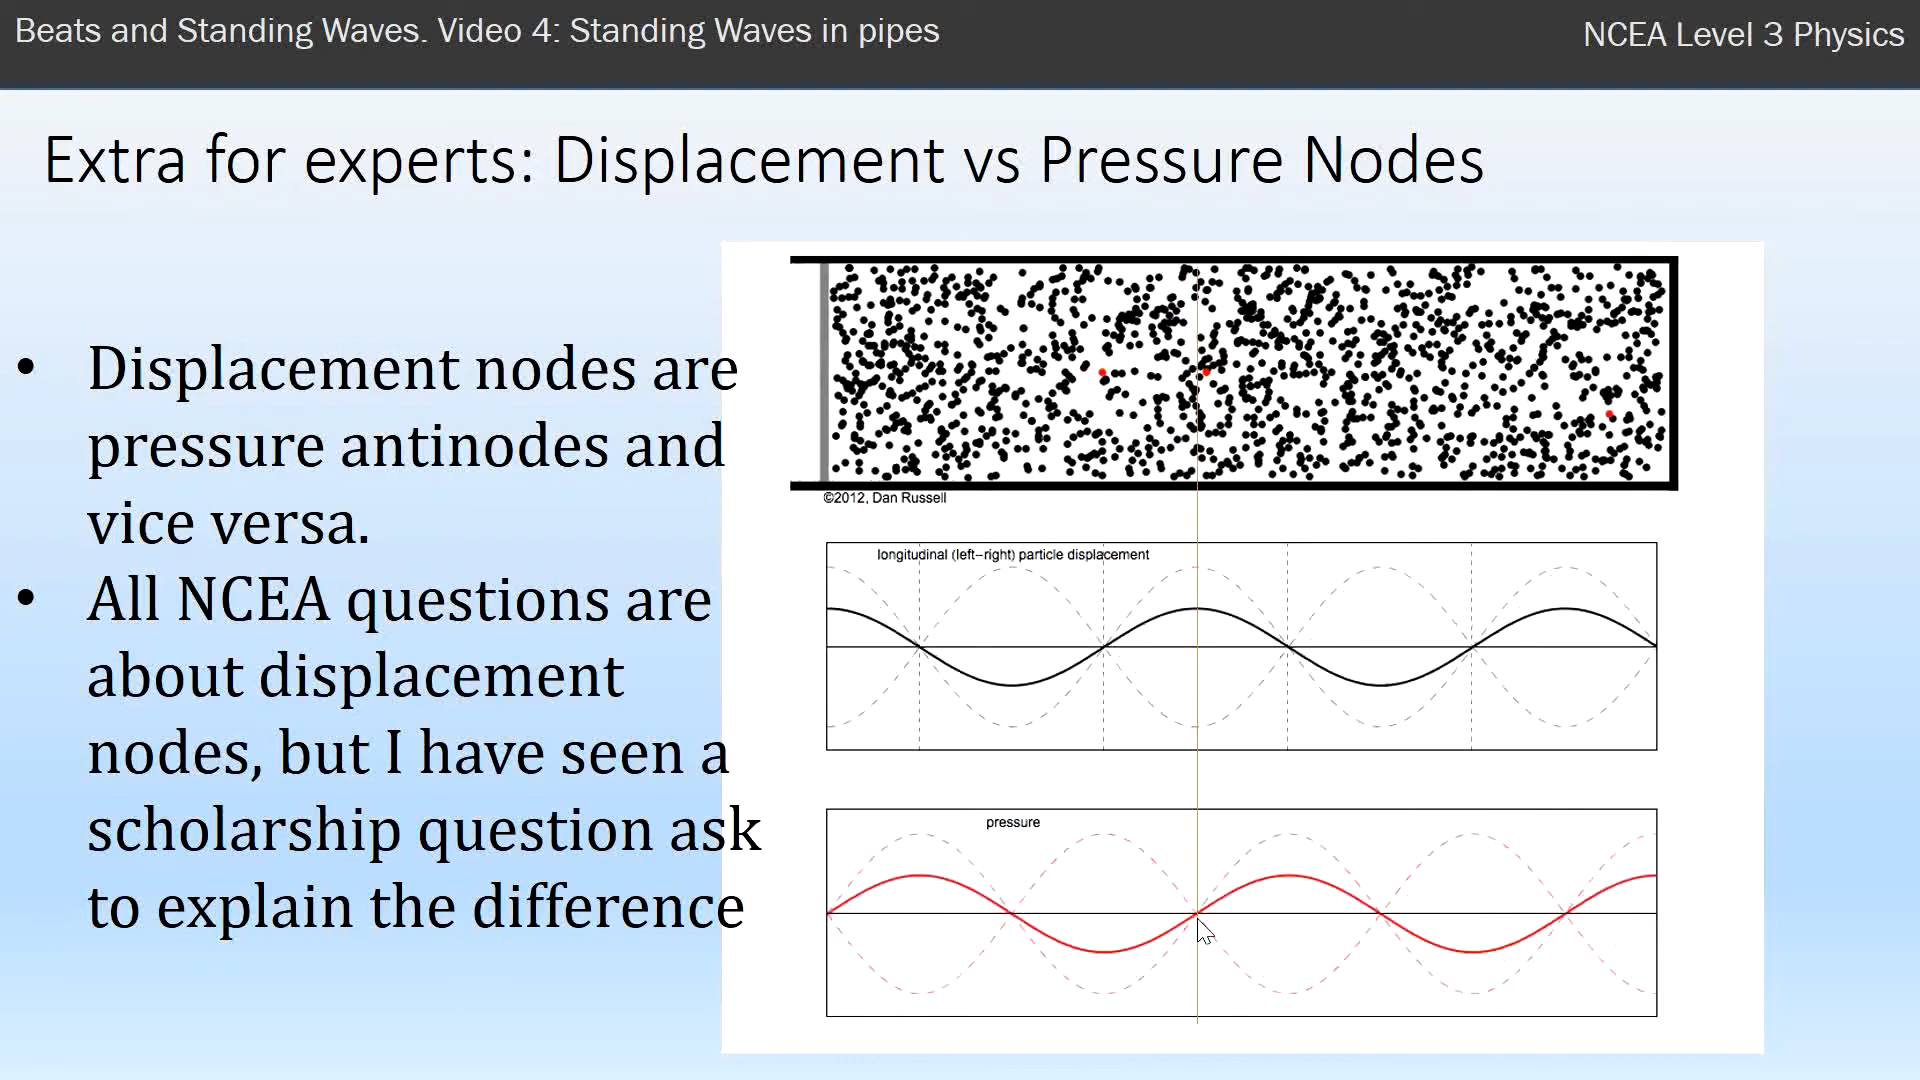 Beats and Standing Waves. Video 4: Standing Waves in pipes
NCEA Level 3 Physics
Extra for experts: Displacement vs Pressure Nodes
• Displacement nodes are
pressure antinodes and
vice versa.
• All NCEA questions are
about displacement
nodes, but I have seen a
scholarship question ask
to explain the difference
©2012, Dan Russell
longitudinal (left-right) particle displacement
pressure